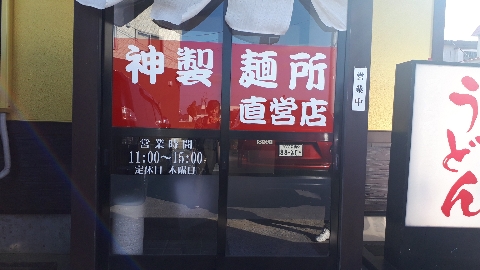 神製麺所
直営店
営業時間
11:00〜15:00
定休日 木曜日
営業中
うどん